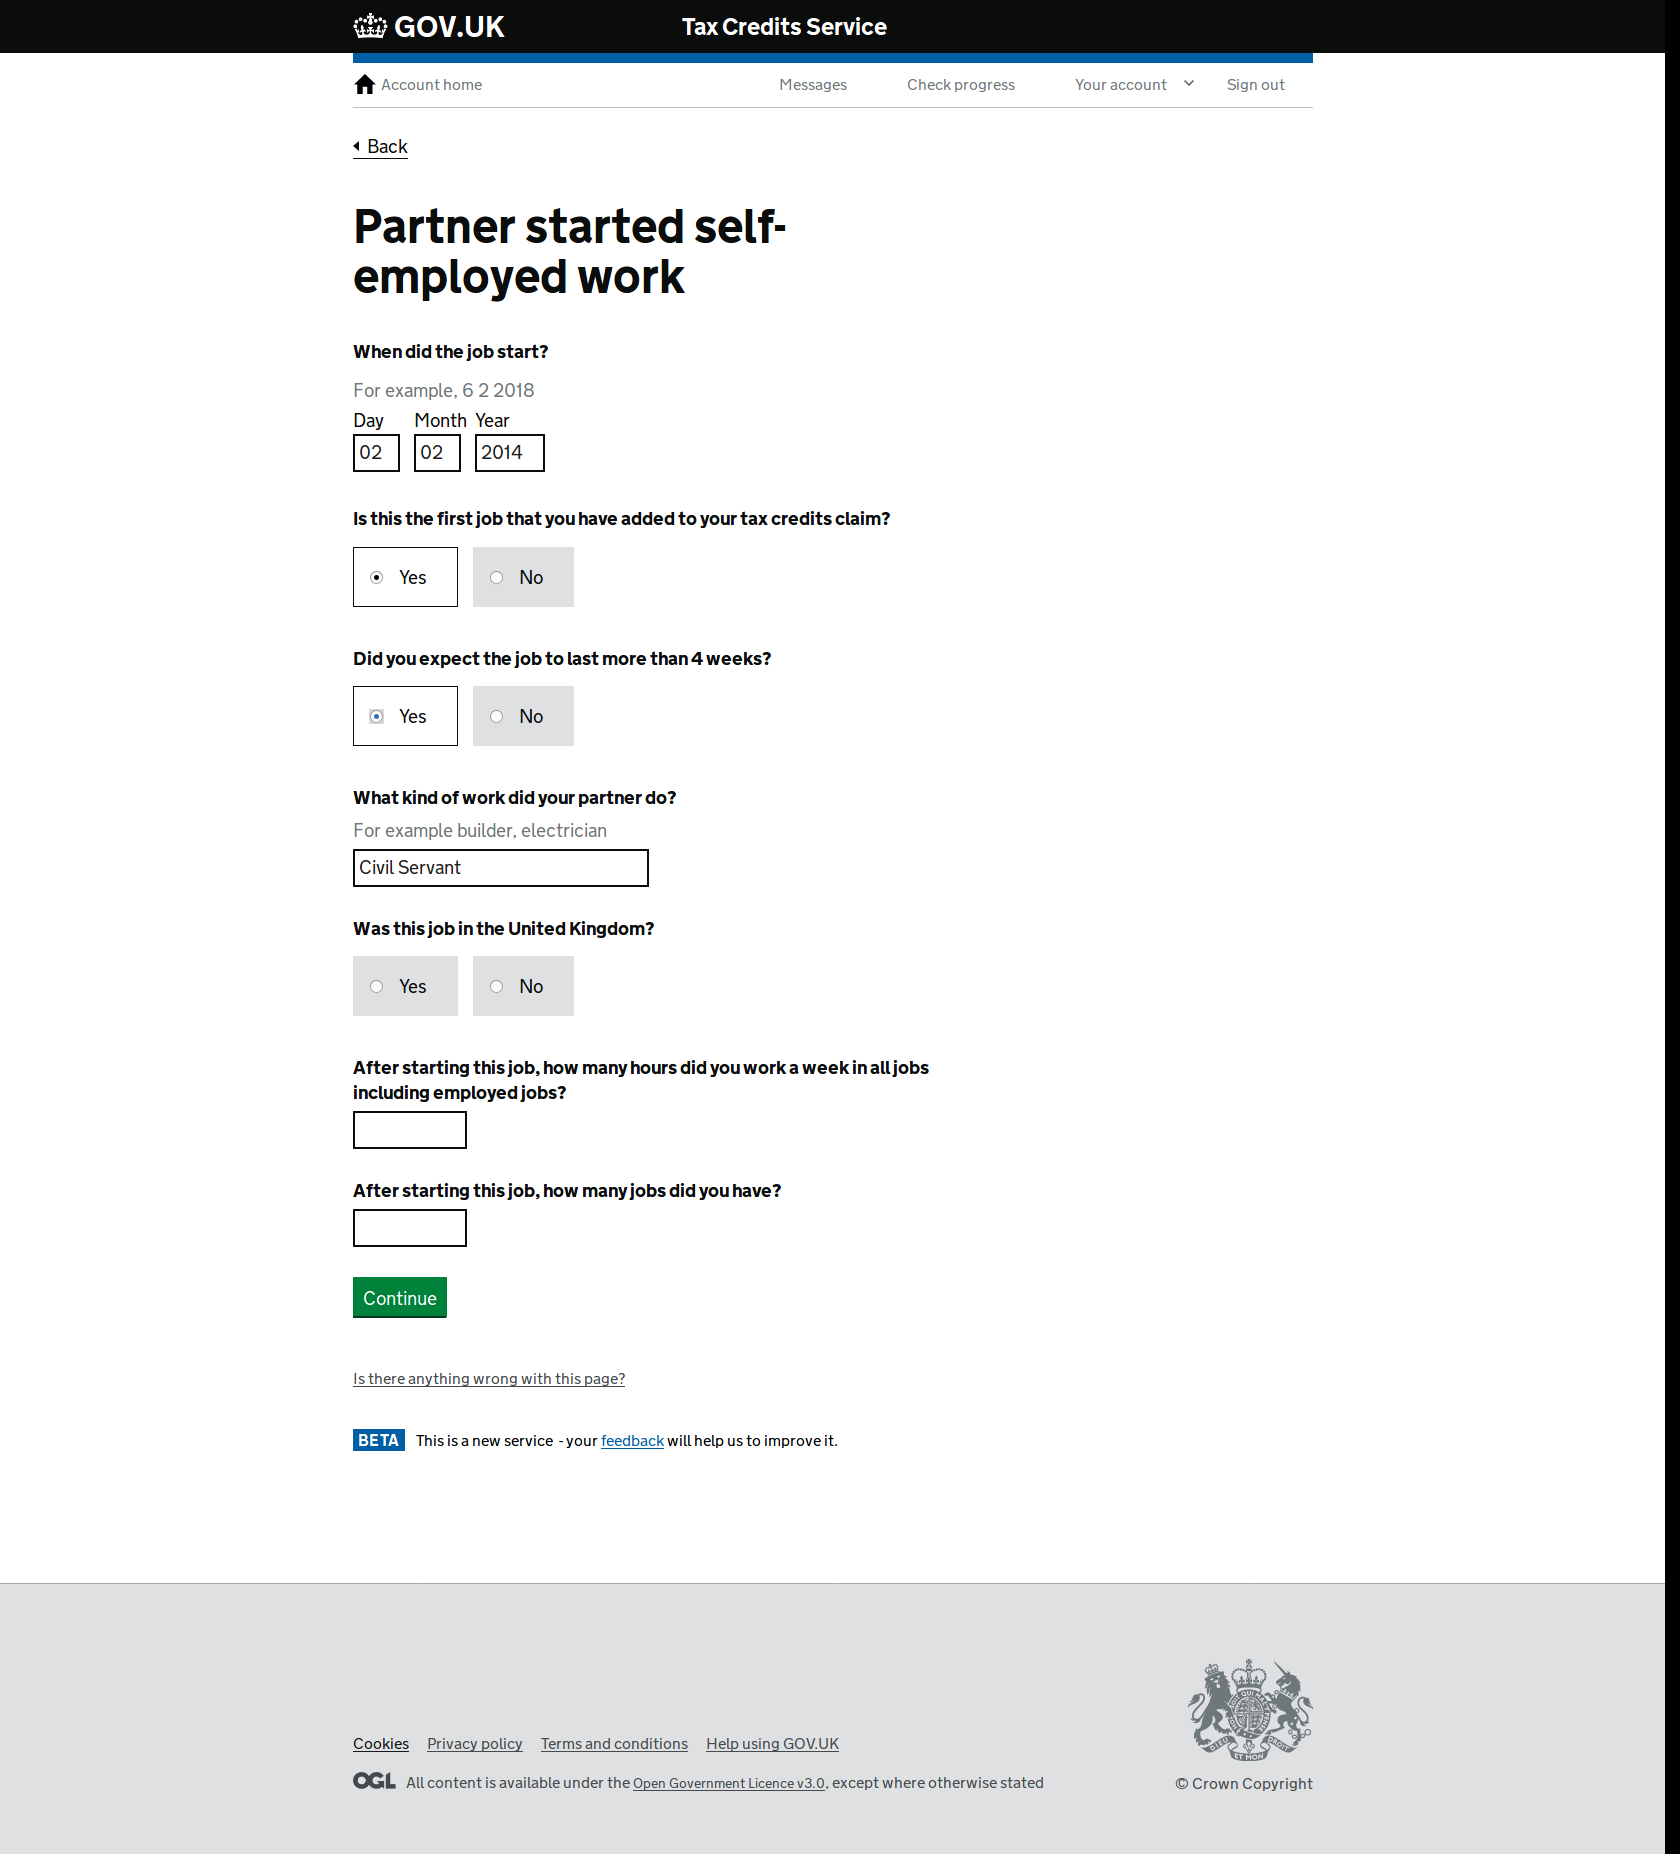 GOV.UK Tax Credits Service
Account home Messages Check progress Your account Sign out
Back
Partner started self-
employed work
When did the job start?
For example, 6 2 2018
Day Month Year
02 02 2014
Is this the first job that you have added to your tax credits claim?
Yes No
Did you expect the job to last more than 4 weeks?
Yes No
What kind of work did your partner do?
For example builder, electrician
Civil Servant
Was this job in the United Kingdom?
Yes No
After starting this job, how many hours did you work a week in all jobs
including employed jobs?
After starting this job, how many jobs did you have?
Continue
Is there anything wrong with this page?
BETA This is a new service - your feedback will help us to improve it.
Cookies Privacy policy Terms and conditions Help using GOV.UK
OGL All content is available under the Open Government Licence v3.0, except where otherwise stated
DIEU ET MON DROIT
© Crown Copyright